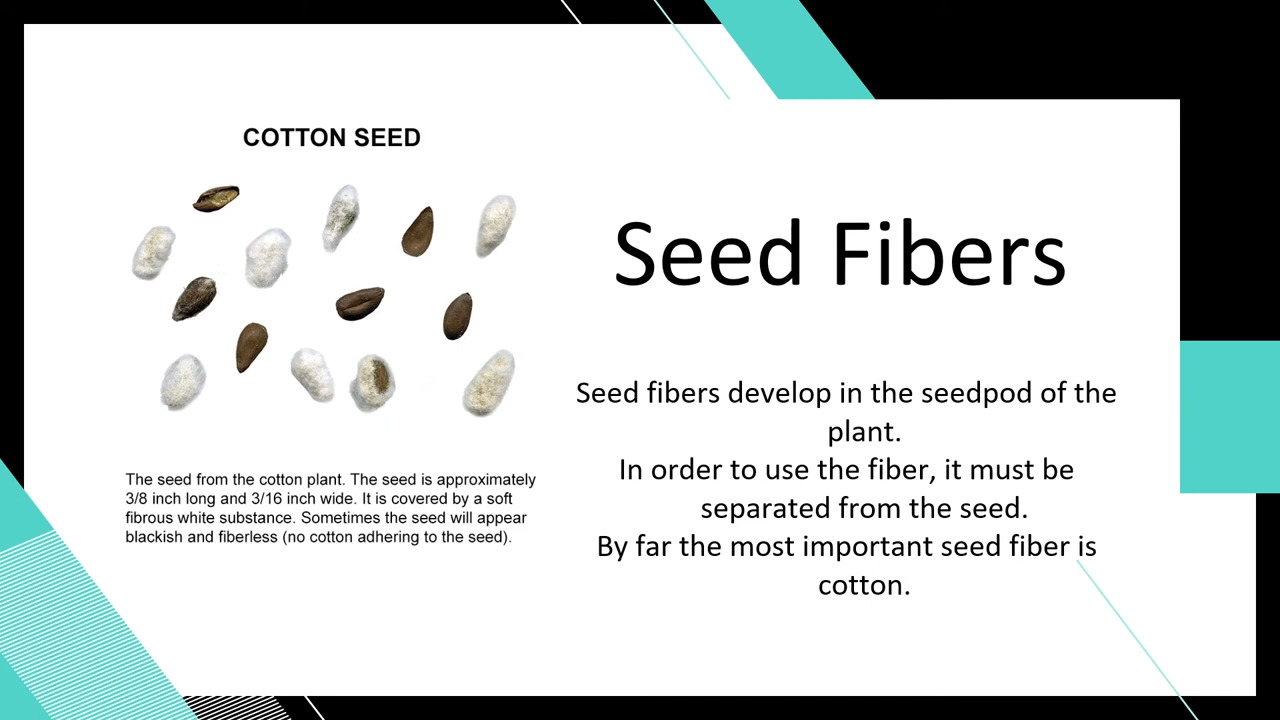 COTTON SEED
The seed from the cotton plant. The seed is approximately
3/8 inch long and 3/16 inch wide. It is covered by a soft
fibrous white substance. Sometimes the seed will appear
blackish and fiberless (no cotton adhering to the seed).
Seed Fibers
Seed fibers develop in the seedpod of the
plant.
In order to use the fiber, it must be
separated from the seed.
By far the most important seed fiber is
cotton.